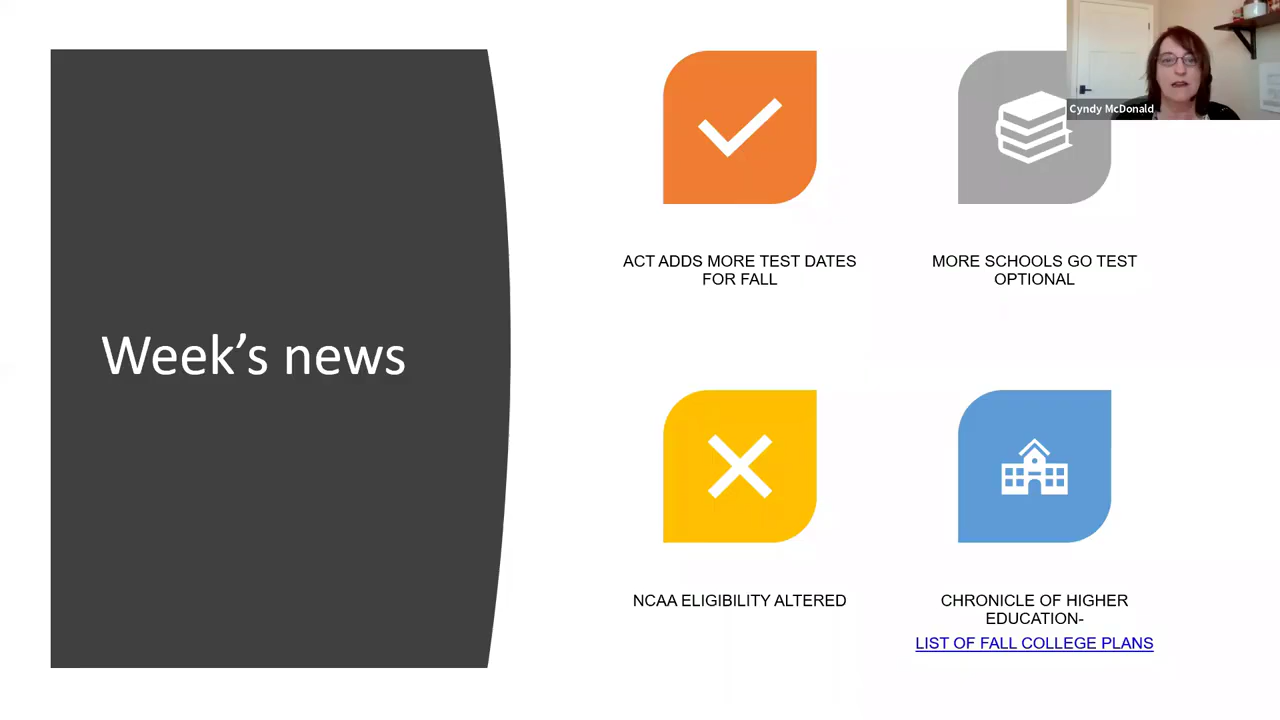 Cyndy McDonald
Week's news
ACT ADDS MORE TEST DATES
FOR FALL
MORE SCHOOLS GO TEST
OPTIONAL
NCAA ELIGIBILITY ALTERED
CHRONICLE OF HIGHER
EDUCATION-
LIST OF FALL COLLEGE PLANS